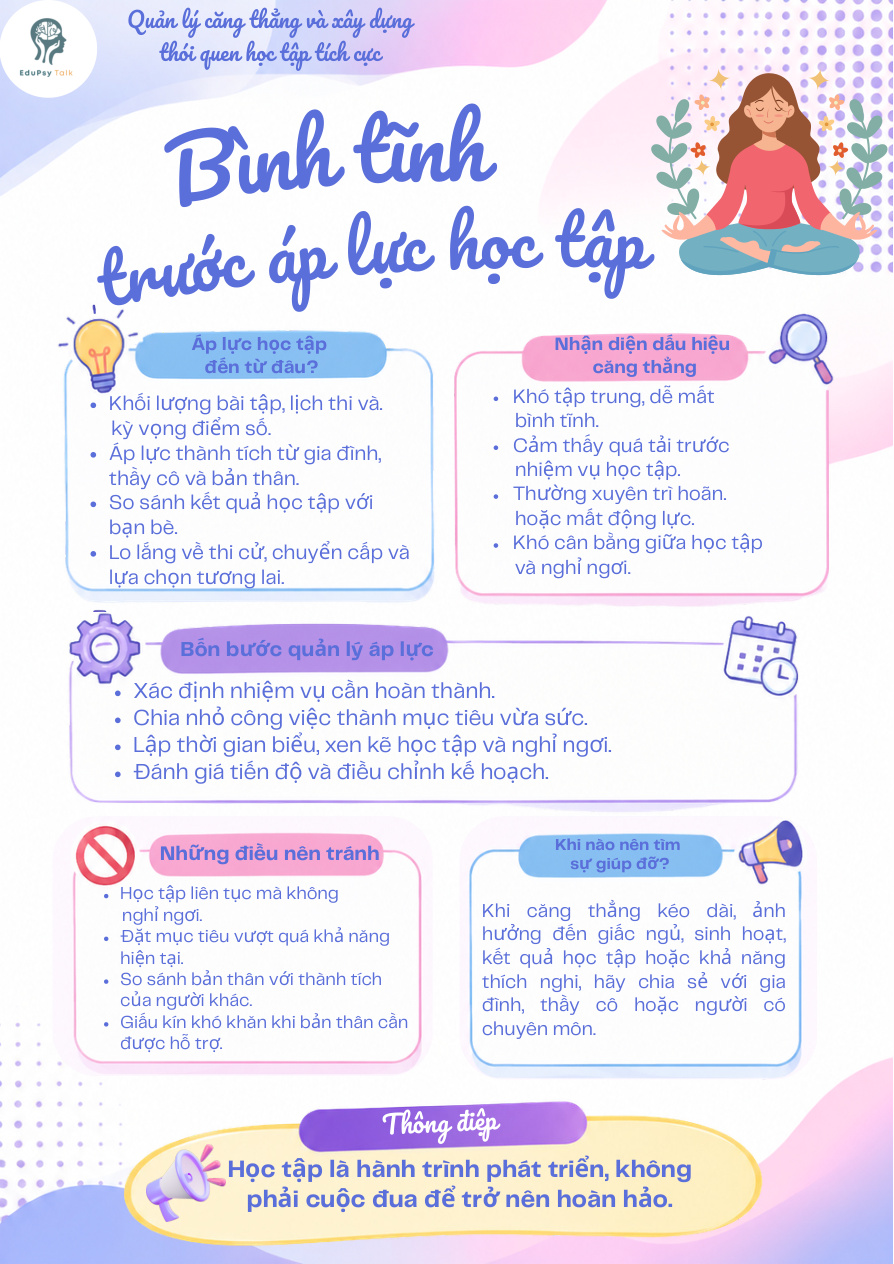 EduPsy Talk
Quản lý căng thẳng và xây dựng
thói quen học tập tích cực
Bình tĩnh
trước áp lực học tập
Áp lực học tập
đến từ đâu?
• Khối lượng bài tập, lịch thi và.
kỳ vọng điểm số.
• Áp lực thành tích từ gia đình,
thầy cô và bản thân.
• So sánh kết quả học tập với
bạn bè.
• Lo lắng về thi cử, chuyển cấp và
lựa chọn tương lai.
Nhận diện dấu hiệu
căng thẳng
• Khó tập trung, dễ mất
bình tĩnh.
• Cảm thấy quá tải trước
nhiệm vụ học tập.
• Thường xuyên trì hoãn.
hoặc mất động lực.
• Khó cân bằng giữa học tập
và nghỉ ngơi.
Bốn bước quản lý áp lực
• Xác định nhiệm vụ cần hoàn thành.
• Chia nhỏ công việc thành mục tiêu vừa sức.
• Lập thời gian biểu, xen kẽ học tập và nghỉ ngơi.
• Đánh giá tiến độ và điều chỉnh kế hoạch.
Những điều nên tránh
• Học tập liên tục mà không
nghỉ ngơi.
• Đặt mục tiêu vượt quá khả năng
hiện tại.
• So sánh bản thân với thành tích
của người khác.
• Giấu kín khó khăn khi bản thân cần
được hỗ trợ.
Khi nào nên tìm
sự giúp đỡ?
Khi căng thẳng kéo dài, ảnh
hưởng đến giấc ngủ, sinh hoạt,
kết quả học tập hoặc khả năng
thích nghi, hãy chia sẻ với gia
đình, thầy cô hoặc người có
chuyên môn.
Thông điệp
Học tập là hành trình phát triển, không
phải cuộc đua để trở nên hoàn hảo.